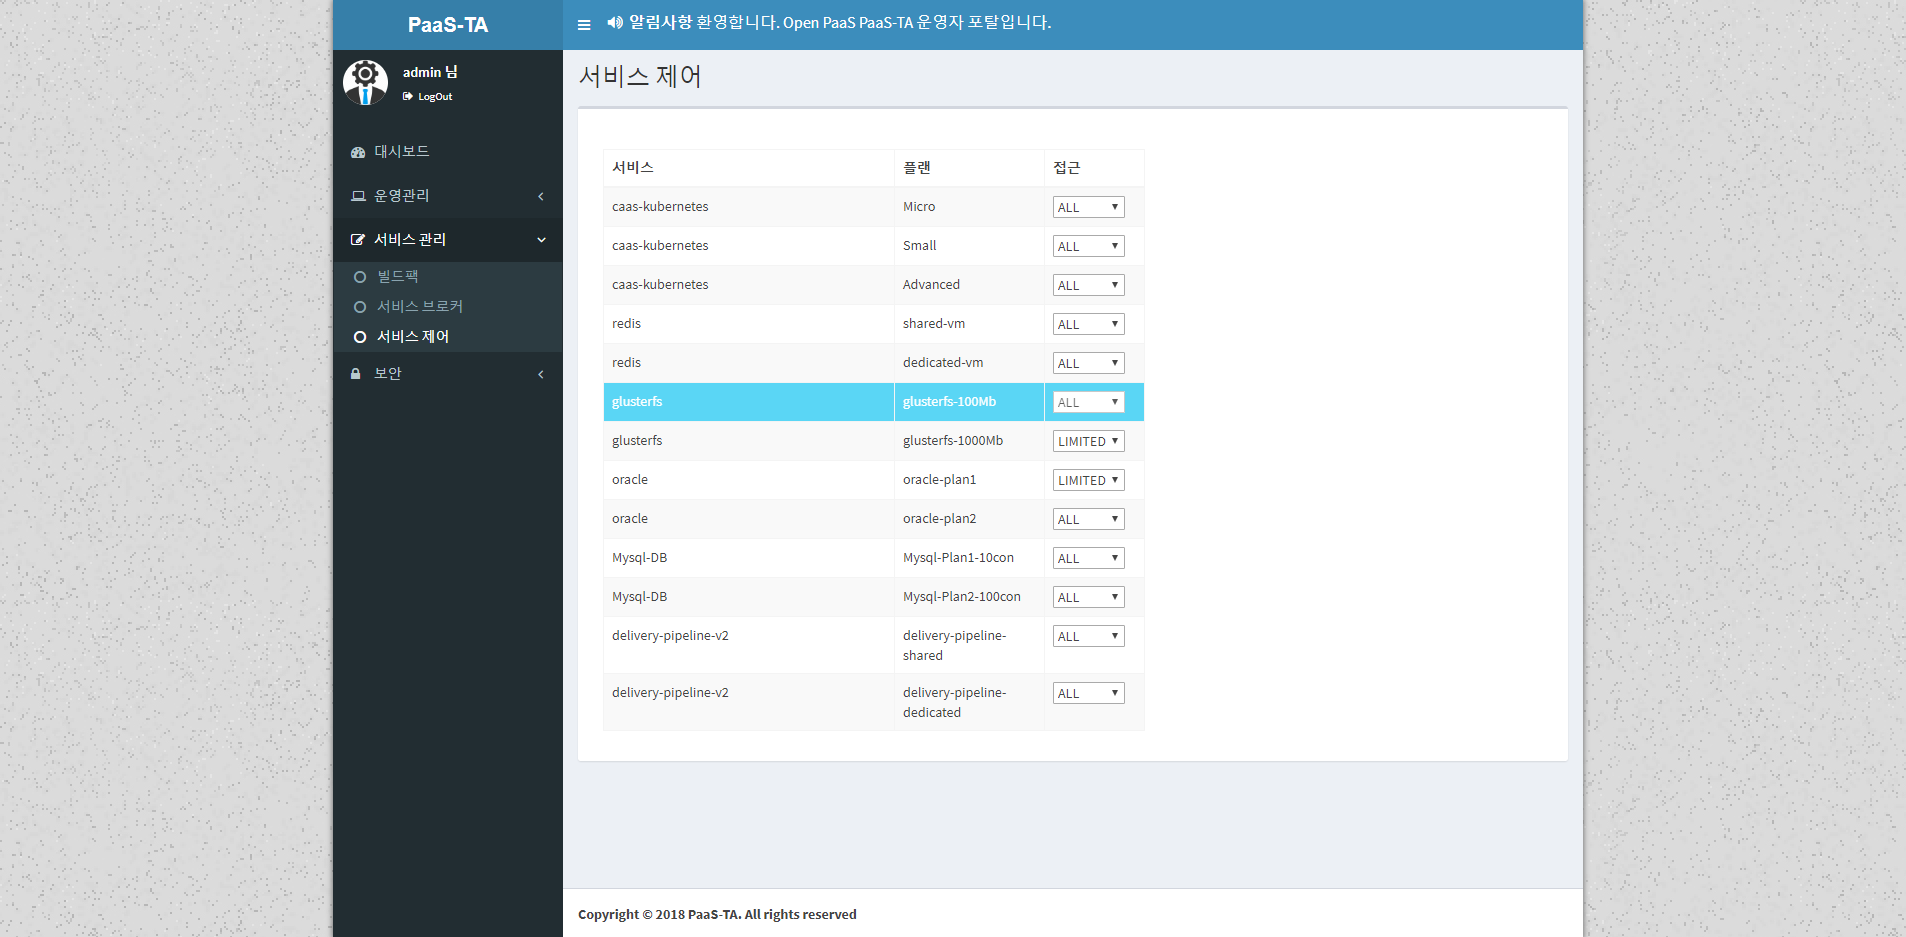 PaaS-TA
알림사항 환영합니다. Open PaaS PaaS-TA 운영자 포탈입니다.
admin 님
LogOut
대시보드
운영관리
서비스 관리
빌드팩
서비스 브로커
서비스 제어
보안
서비스 제어
서비스 플랜 접근
caas-kubernetes Micro ALL
caas-kubernetes Small ALL
caas-kubernetes Advanced ALL
redis shared-vm ALL
redis dedicated-vm ALL
glusterfs glusterfs-100Mb ALL
glusterfs glusterfs-1000Mb LIMITED
oracle oracle-plan1 LIMITED
oracle oracle-plan2 ALL
Mysql-DB Mysql-Plan1-10con ALL
Mysql-DB Mysql-Plan2-100con ALL
delivery-pipeline-v2 delivery-pipeline- ALL
shared
delivery-pipeline-v2 delivery-pipeline- ALL
dedicated
Copyright © 2018 PaaS-TA. All rights reserved